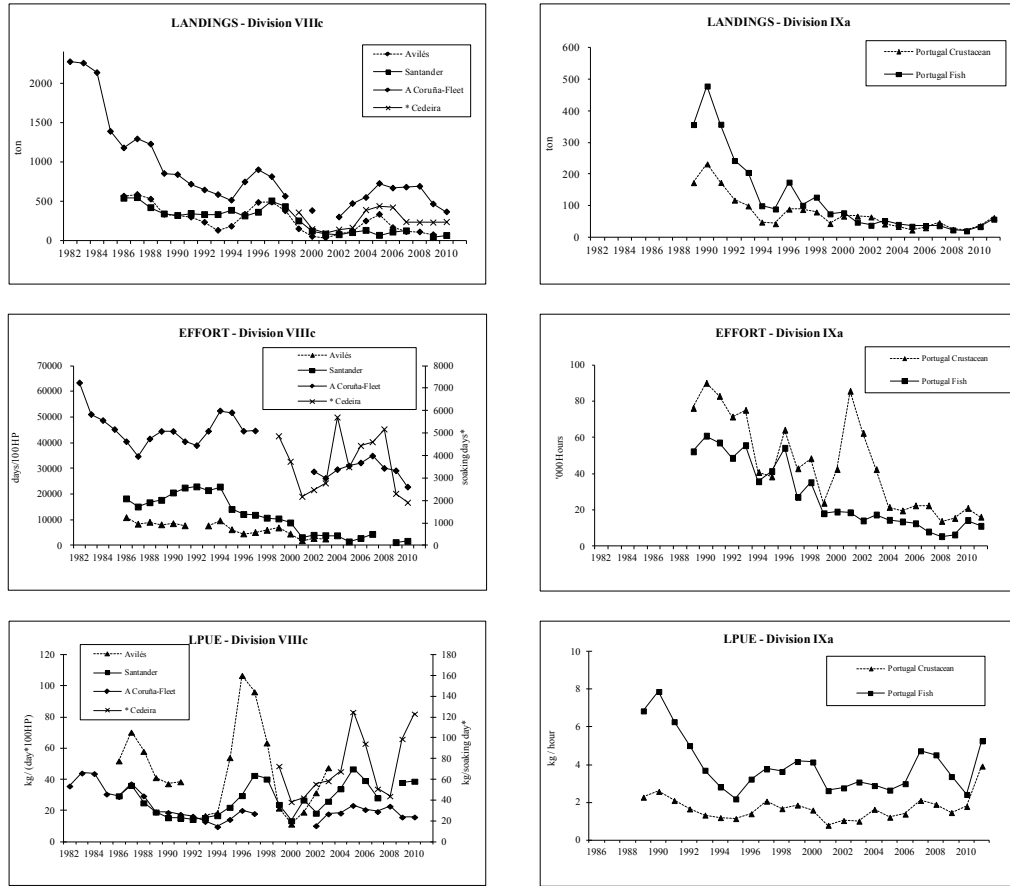 LANDINGS - Division VIIIc
Avilés
Santander
A Coruña-Fleet
* Cedeira
ton
2000
1500
1000
500
0
1982 1984 1986 1988 1990 1992 1994 1996 1998 2000 2002 2004 2006 2008 2010
LANDINGS - Division IXa
Portugal Crustacean
Portugal Fish
ton
600
500
400
300
200
100
0
1982 1984 1986 1988 1990 1992 1994 1996 1998 2000 2002 2004 2006 2008 2010
EFFORT - Division VIIIc
Avilés
Santander
A Coruña-Fleet
* Cedeira
days/100HP
70000
60000
50000
40000
30000
20000
10000
0
8000
7000
6000
5000
4000
3000
2000
1000
0
soaking days*
1982 1984 1986 1988 1990 1992 1994 1996 1998 2000 2002 2004 2006 2008 2010
EFFORT - Division IXa
Portugal Crustacean
Portugal Fish
'000 Hours
100
80
60
40
20
0
1982 1984 1986 1988 1990 1992 1994 1996 1998 2000 2002 2004 2006 2008 2010
LPUE - Division VIIIc
Avilés
Santander
A Coruña-Fleet
* Cedeira
kg/ (day*100HP)
120
100
80
60
40
20
0
180
160
140
120
100
80
60
40
20
0
kg/soaking day*
1982 1984 1986 1988 1990 1992 1994 1996 1998 2000 2002 2004 2006 2008 2010
LPUE - Division IXa
Portugal Crustacean
Portugal Fish
kg / hour
10
8
6
4
2
0
1986 1988 1990 1992 1994 1996 1998 2000 2002 2004 2006 2008 2010